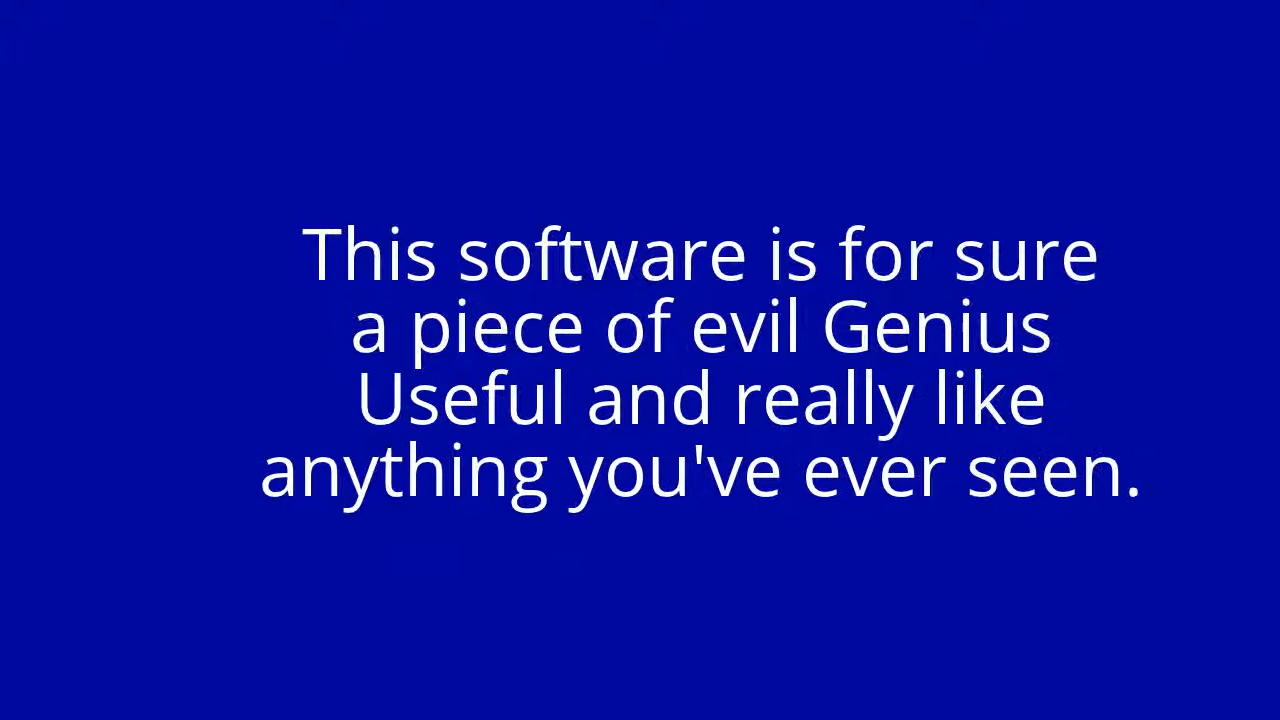 This software is for sure
a piece of evil Genius
Useful and really like
anything you've ever seen.